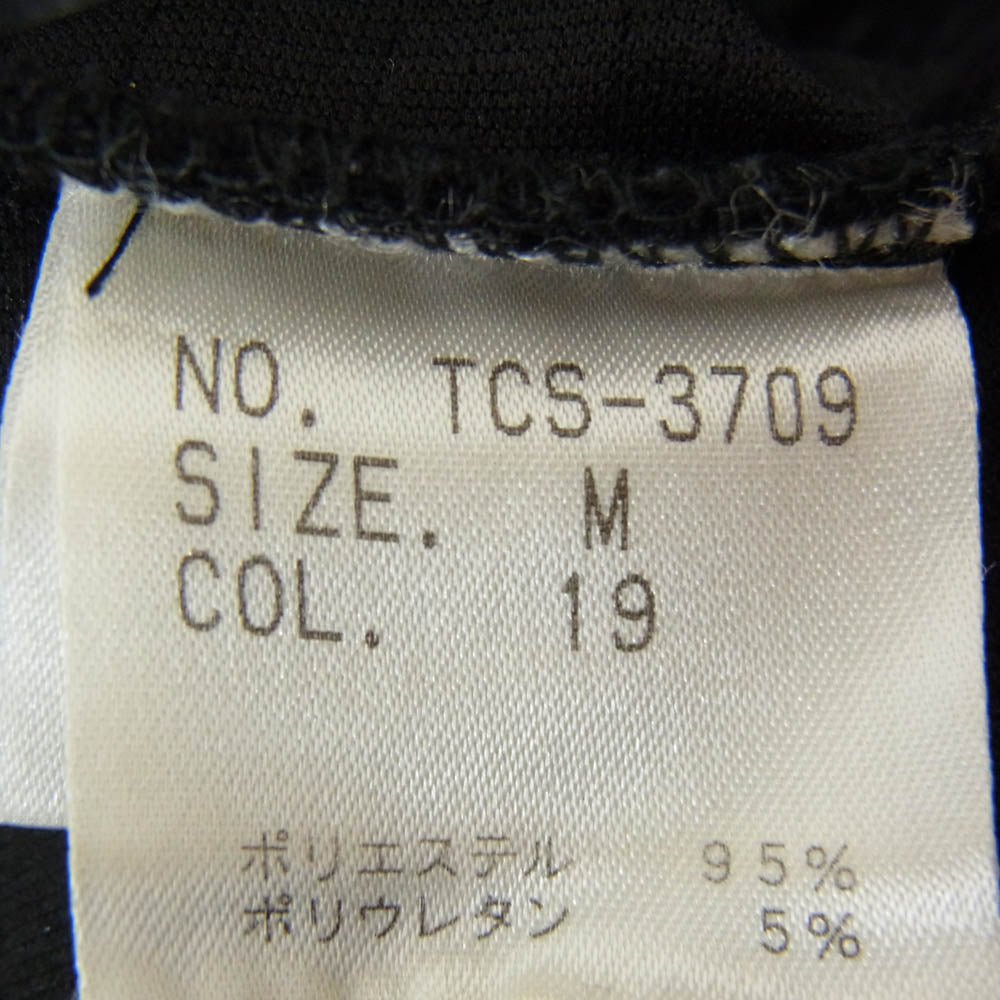 NO. TCS-3709
SIZE. M
COL. 19
ポリエステル 95%
ポリウレタン 5%